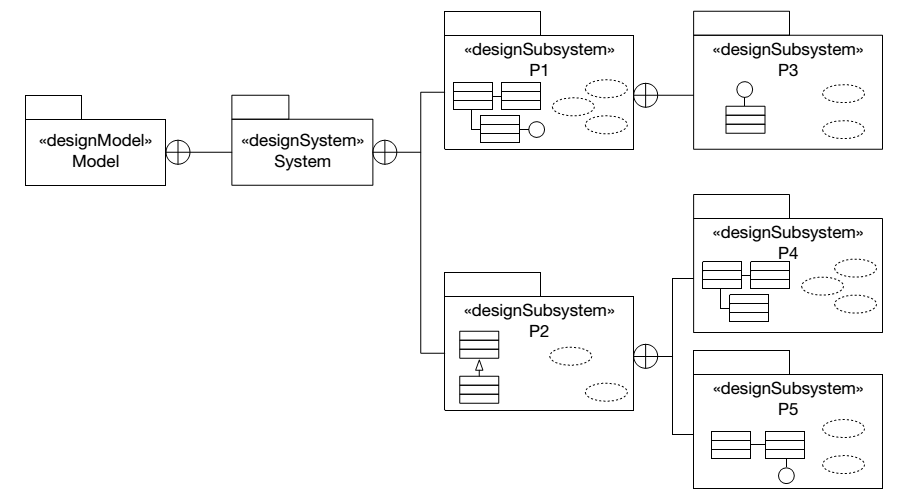 «designModel»
Model
«designSystem»
System
«designSubsystem»
P1
«designSubsystem»
P3
«designSubsystem»
P2
«designSubsystem»
P4
«designSubsystem»
P5